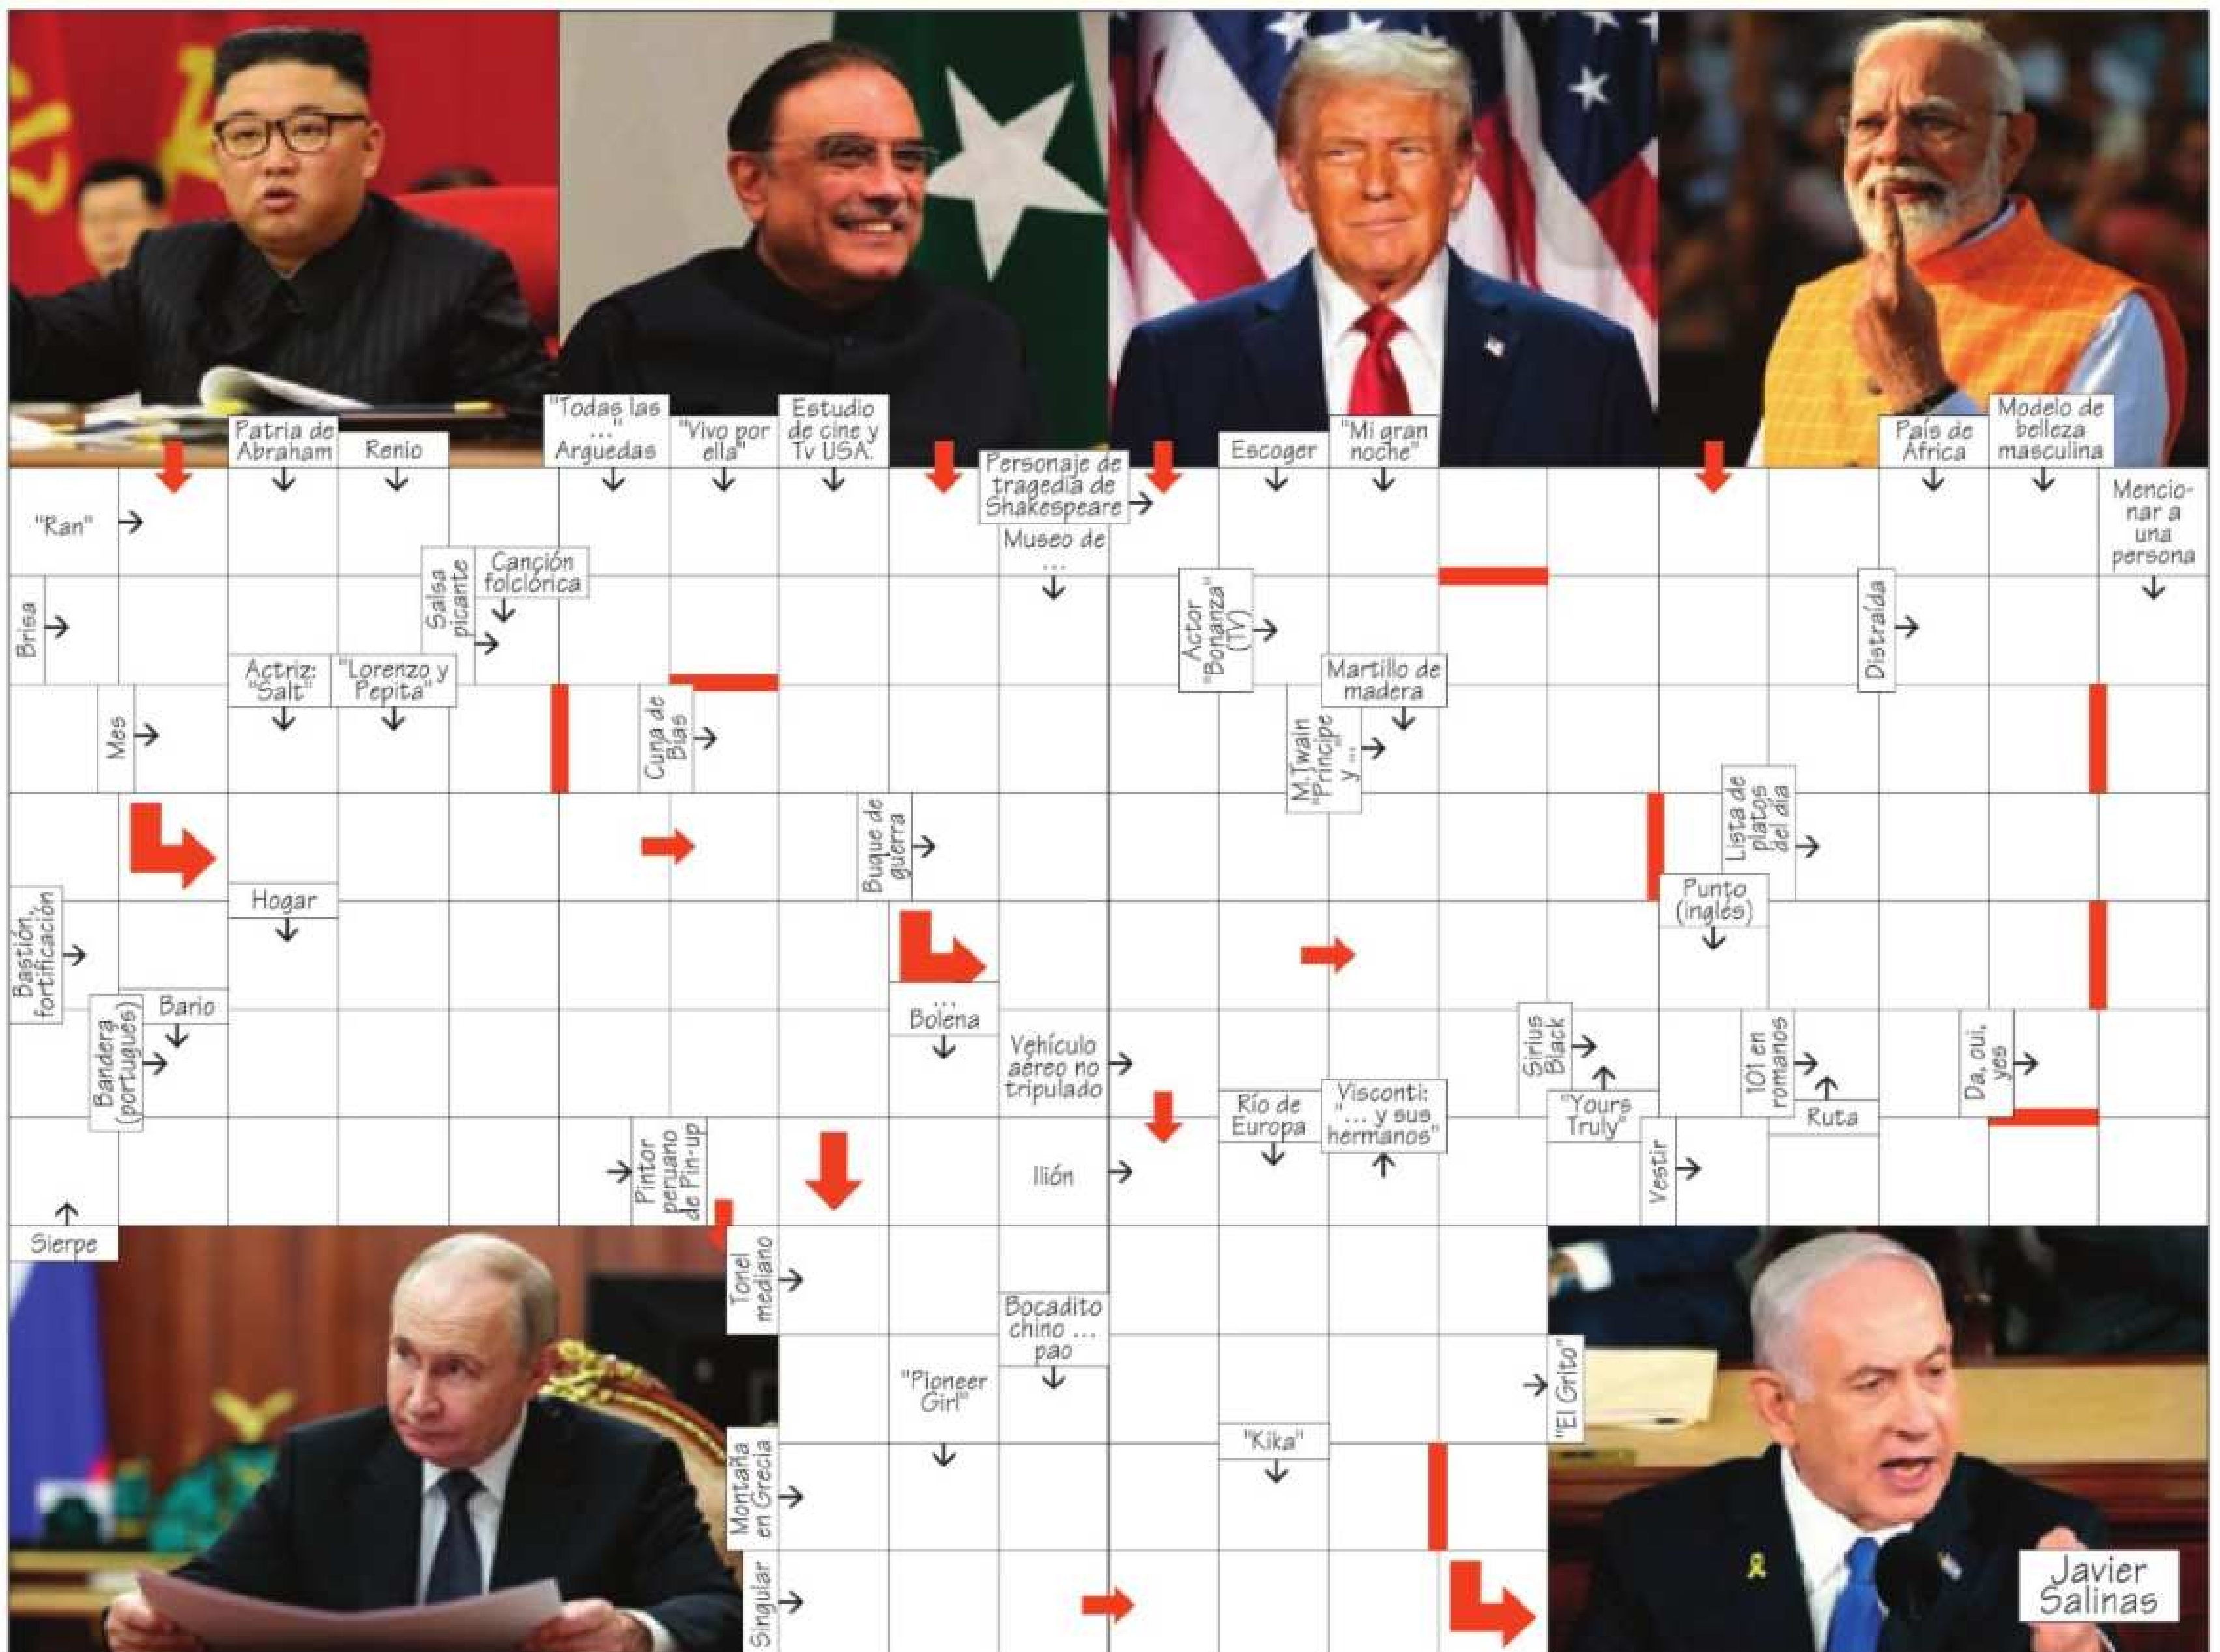 "Todas las
..."
Arguedas
Estudio
de cine y
Tv USA.
Modelo de
belleza
masculina
Patria de
Abraham
Renio
"Vivo por
ella"
Escoger
"Mi gran
noche"
País de
África
Personaje de
tragedia de
Shakespeare
Mencio-
nar a
una
persona
"Ran"
Museo de
...
Salsa
picante
Canción
folclórica
Brisa
Actor
"Bonanza"
(TV)
Distraída
Actriz:
"Salt"
"Lorenzo y
Pepita"
Martillo de
madera
Mes
Cuna de
Bías
M.Twain
"Príncipe
y ..."
Buque de
guerra
Lista de
platos
del día
Hogar
Punto
(inglés)
Bastión,
fortificación
Bario
Bandera
(portugués)
...
Bolena
Vehículo
aéreo no
tripulado
Sirius
Black
101 en
romanos
Da, oui,
yes
Río de
Europa
Visconti:
"... y sus
hermanos"
"Yours
Truly"
Ruta
Pintor
peruano
de Pin-up
Ilión
Vestir
Sierpe
Tonel
mediano
Bocadito
chino ...
pao
"Pioneer
Girl"
"El Grito"
Montaña
en Grecia
"Kika"
Singular
Javier
Salinas